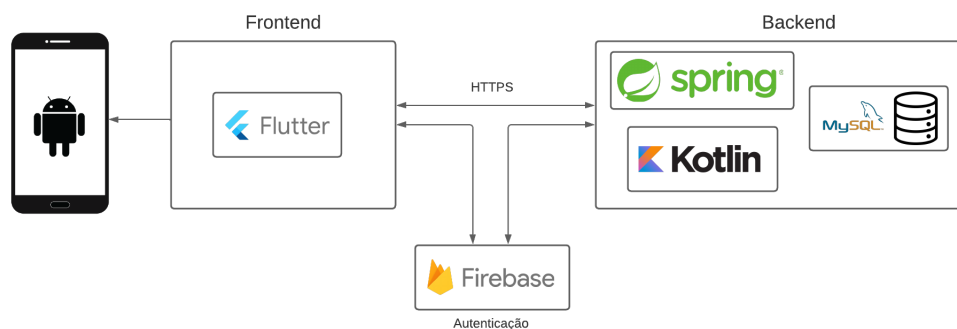 Frontend
Backend
spring
HTTPS
Flutter
MySQL
Kotlin
Firebase
Autenticação